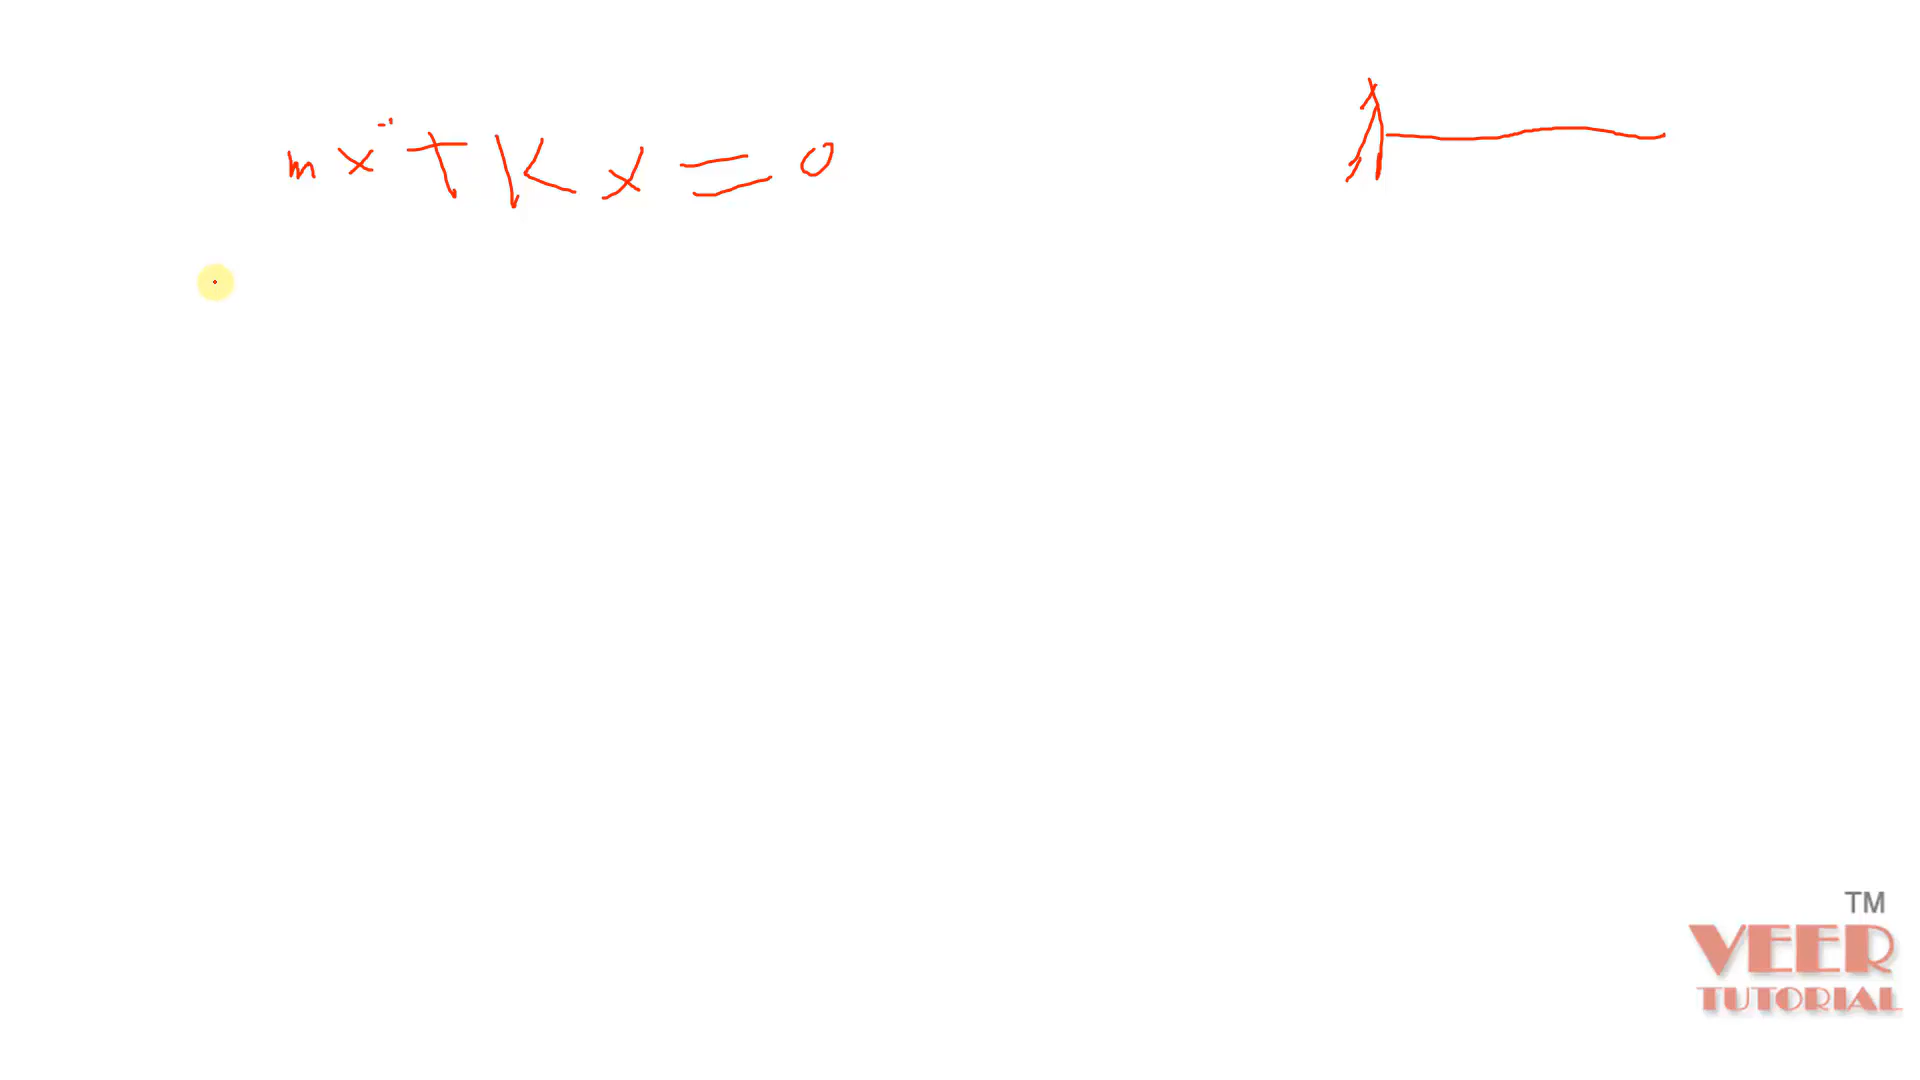 mẍ + Kx = 0
TM
VEER
TUTORIAL